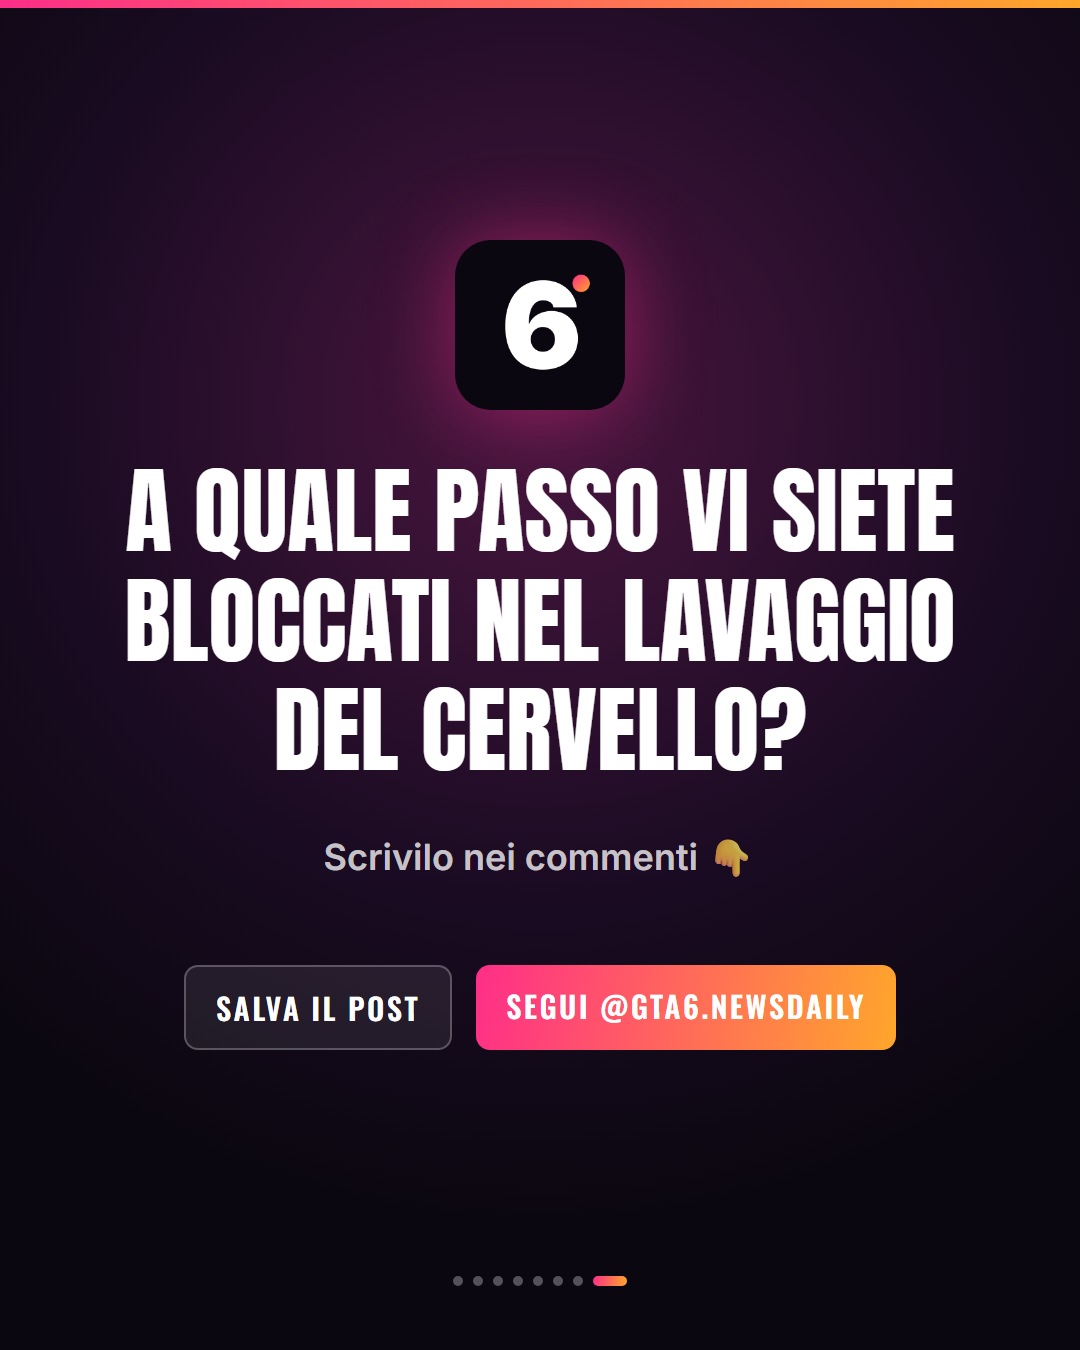 6
A QUALE PASSO VI SIETE
BLOCCATI NEL LAVAGGIO
DEL CERVELLO?
Scrivilo nei commenti 👇
SALVA IL POST
SEGUI @GTA6.NEWSDAILY